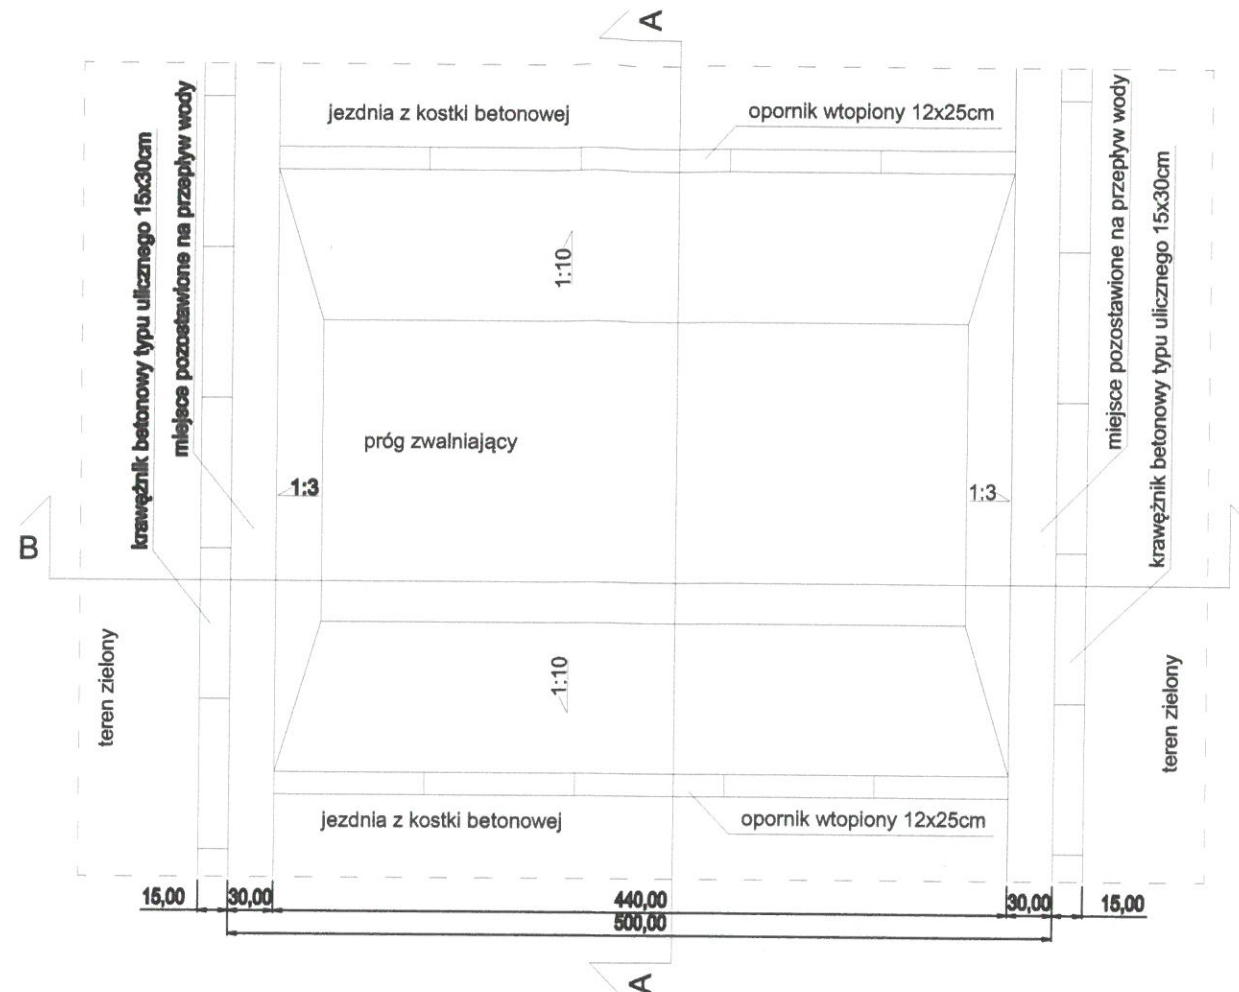 A
jezdnia z kostki betonowej
opornik wtopiony 12x25cm
krawężnik betonowy typu ulicznego 15x30cm
miejsce pozostawione na przepływ wody
miejsce pozostawione na przepływ wody
krawężnik betonowy typu ulicznego 15x30cm
1:10
próg zwalniający
1:3
1:3
B
teren zielony
1:10
teren zielony
jezdnia z kostki betonowej
opornik wtopiony 12x25cm
15,00
30,00
440,00
30,00
15,00
500,00
A